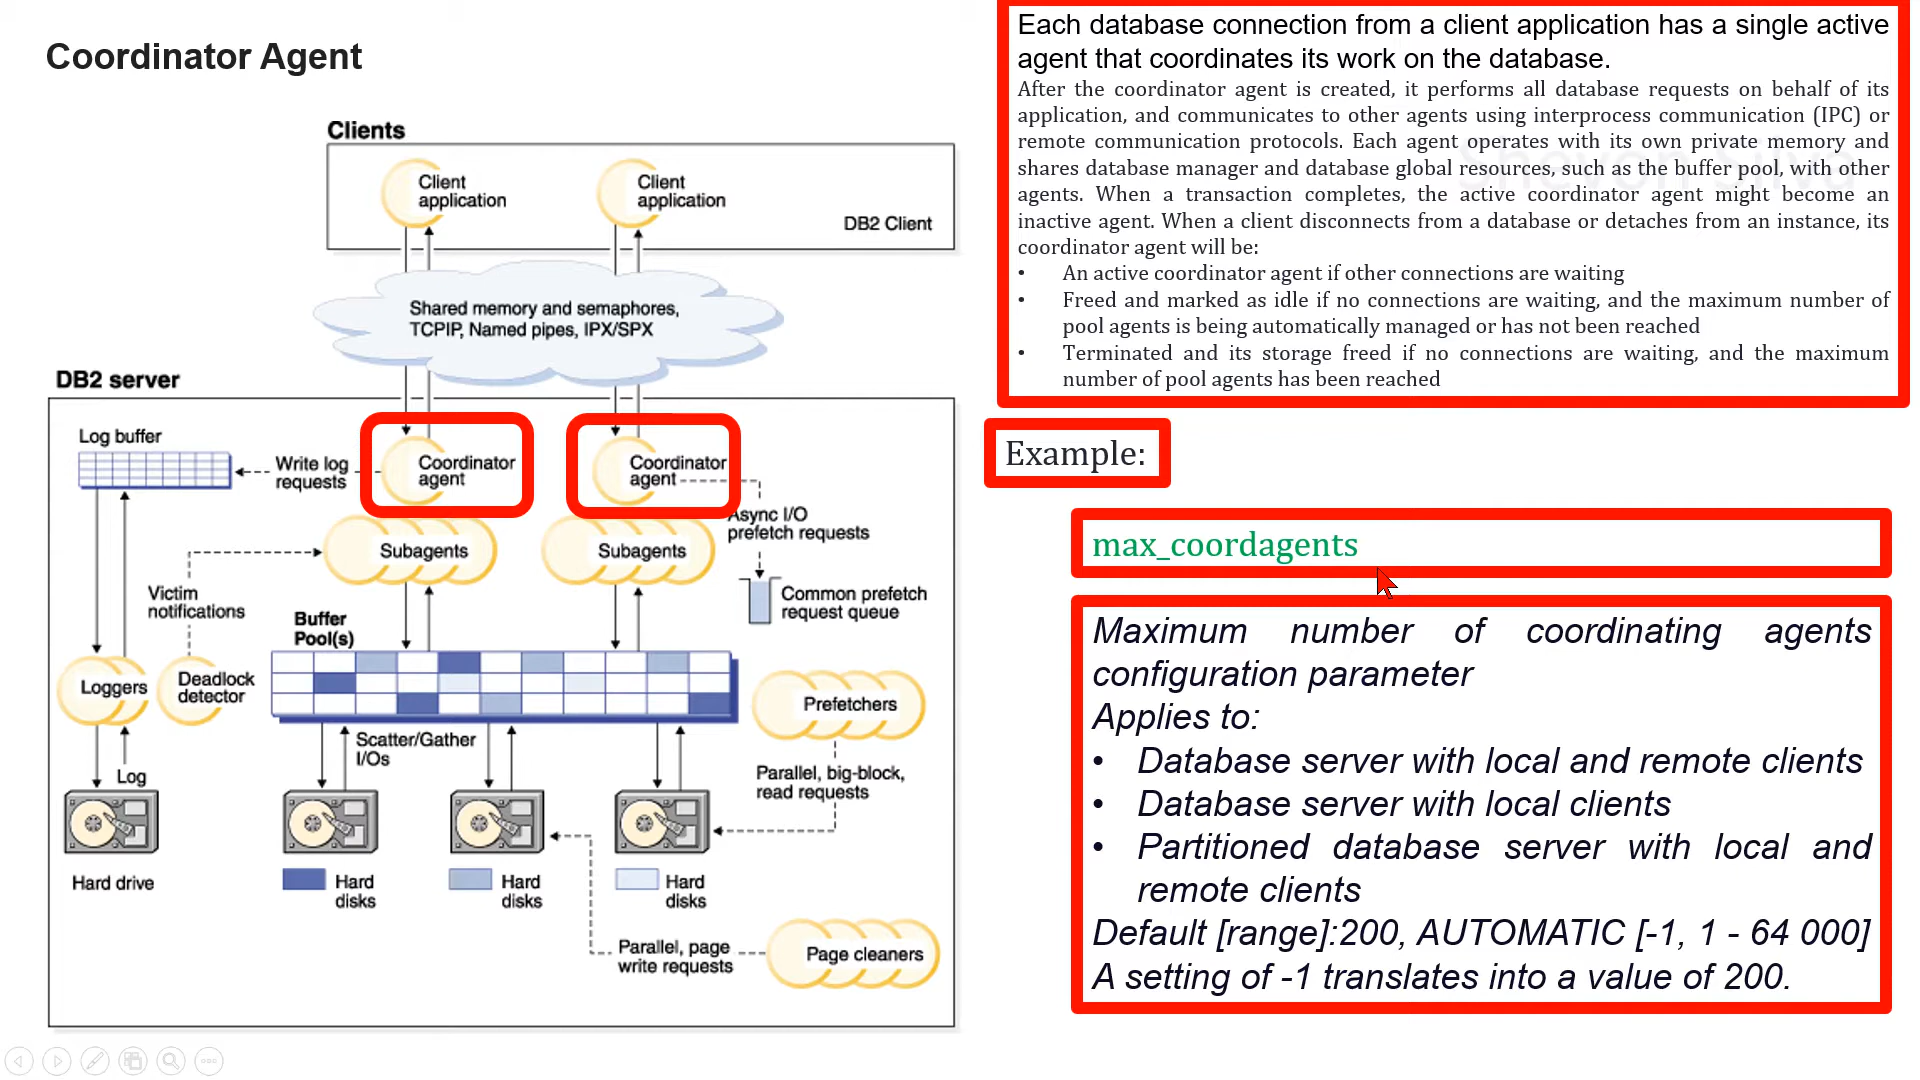 Coordinator Agent
Each database connection from a client application has a single active
agent that coordinates its work on the database.
After the coordinator agent is created, it performs all database requests on behalf of its
application, and communicates to other agents using interprocess communication (IPC) or
remote communication protocols. Each agent operates with its own private memory and
shares database manager and database global resources, such as the buffer pool, with other
agents. When a transaction completes, the active coordinator agent might become an
inactive agent. When a client disconnects from a database or detaches from an instance, its
coordinator agent will be:
• An active coordinator agent if other connections are waiting
• Freed and marked as idle if no connections are waiting, and the maximum number of
pool agents is being automatically managed or has not been reached
• Terminated and its storage freed if no connections are waiting, and the maximum
number of pool agents has been reached
Example:
max_coordagents
Maximum number of coordinating agents
configuration parameter
Applies to:
• Database server with local and remote clients
• Database server with local clients
• Partitioned database server with local and
remote clients
Default [range]:200, AUTOMATIC [-1, 1 - 64 000]
A setting of -1 translates into a value of 200.
Clients
Client
application
Client
application
DB2 Client
Shared memory and semaphores,
TCPIP, Named pipes, IPX/SPX
DB2 server
Log buffer
Write log
requests
Coordinator
agent
Coordinator
agent
Async I/O
prefetch requests
Subagents
Subagents
Victim
notifications
Common prefetch
request queue
Buffer
Pool(s)
Loggers
Deadlock
detector
Prefetchers
Scatter/Gather
I/Os
Log
Parallel, big-block,
read requests
Hard drive
Hard
disks
Hard
disks
Hard
disks
Parallel, page
write requests
Page cleaners